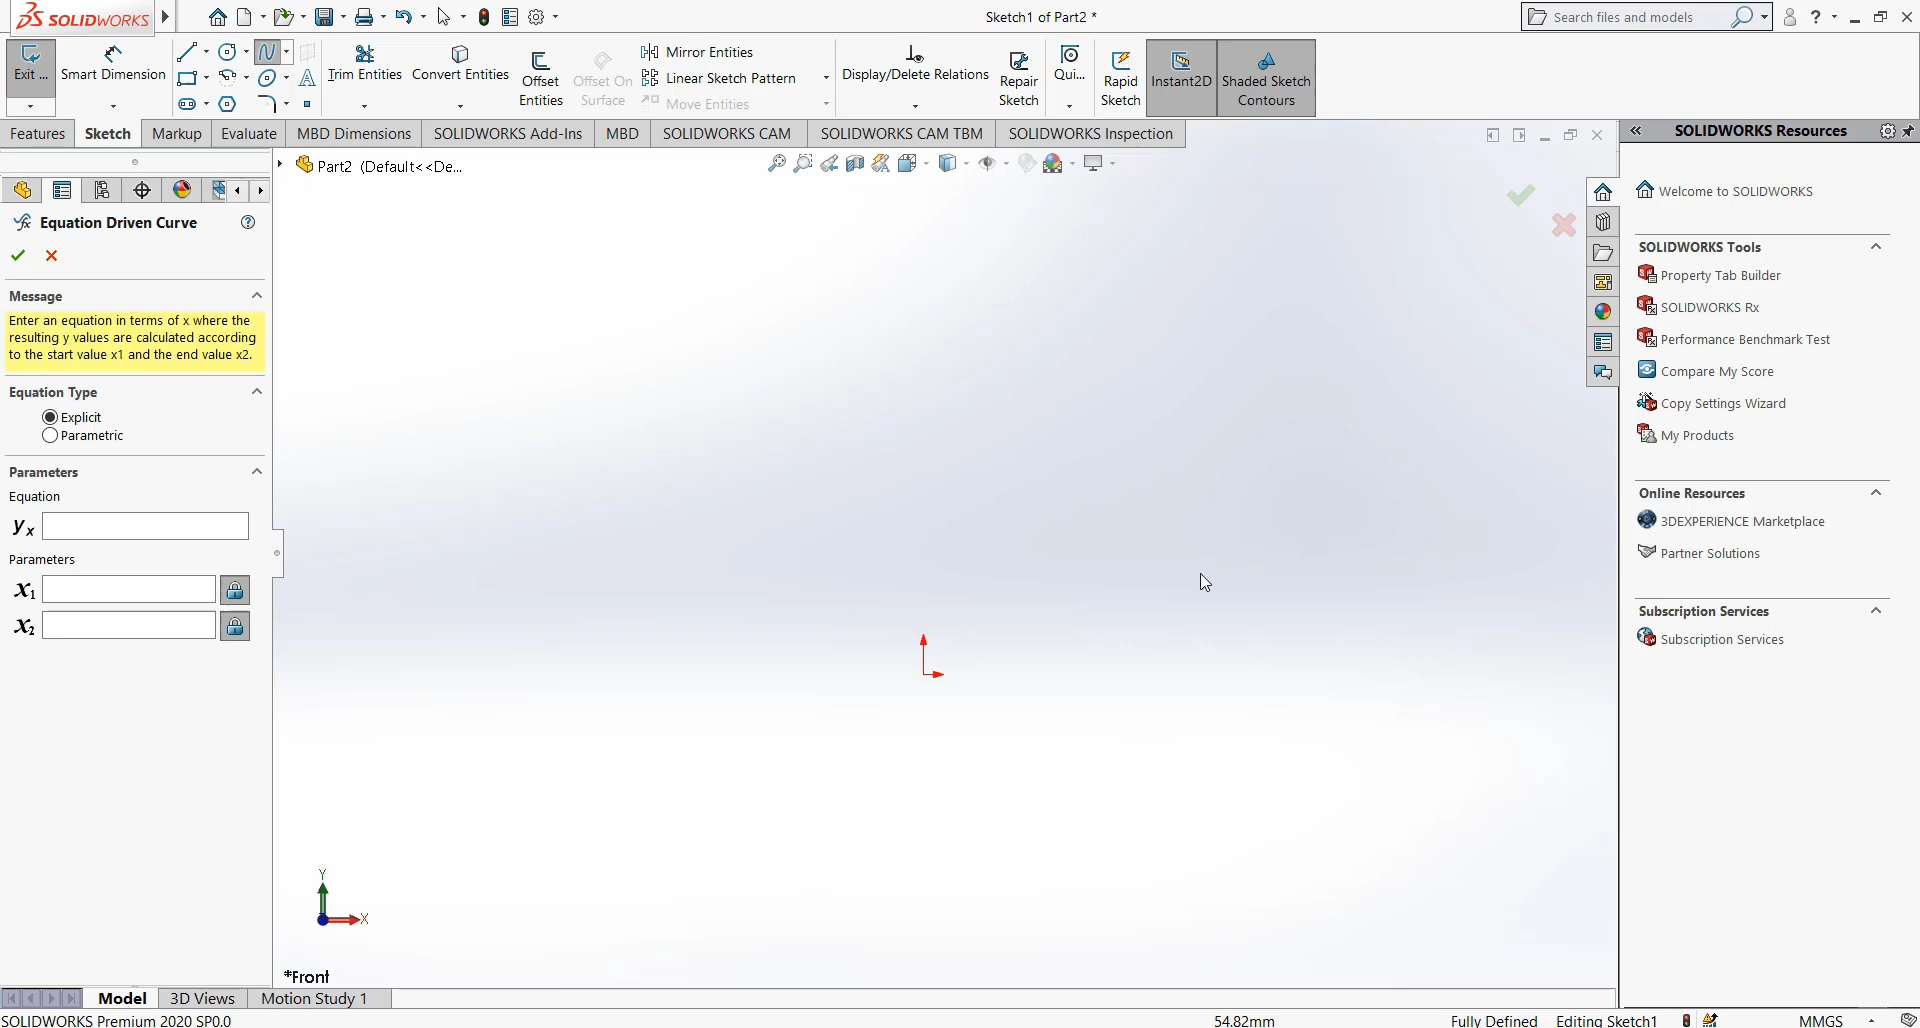 SOLIDWORKS
Sketch1 of Part2 *
Search files and models
Exit ...
Smart Dimension
Trim Entities
Convert Entities
Offset Entities
Offset On Surface
Mirror Entities
Linear Sketch Pattern
Move Entities
Display/Delete Relations
Repair Sketch
Qui...
Rapid Sketch
Instant2D
Shaded Sketch Contours
Features
Sketch
Markup
Evaluate
MBD Dimensions
SOLIDWORKS Add-Ins
MBD
SOLIDWORKS CAM
SOLIDWORKS CAM TBM
SOLIDWORKS Inspection
Part2 (Default<<De...
Equation Driven Curve
Message
Enter an equation in terms of x where the
resulting y values are calculated according
to the start value x1 and the end value x2.
Equation Type
Explicit
Parametric
Parameters
Equation
yx
Parameters
x1
x2
Y
X
*Front
SOLIDWORKS Resources
Welcome to SOLIDWORKS
SOLIDWORKS Tools
Property Tab Builder
SOLIDWORKS Rx
Performance Benchmark Test
Compare My Score
Copy Settings Wizard
My Products
Online Resources
3DEXPERIENCE Marketplace
Partner Solutions
Subscription Services
Subscription Services
Model
3D Views
Motion Study 1
SOLIDWORKS Premium 2020 SP0.0
54.82mm
Fully Defined
Editing Sketch1
MMGS